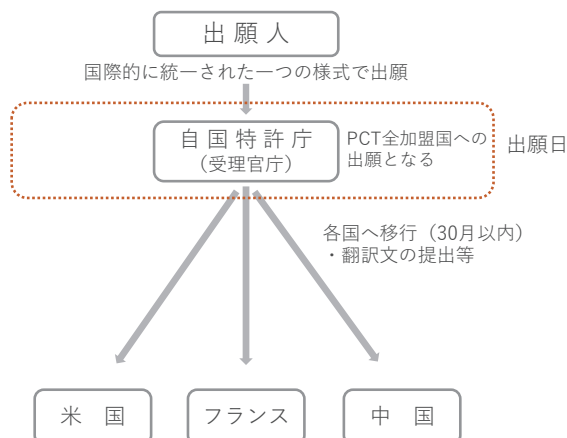 出願人
国際的に統一された一つの様式で出願
自国特許庁
（受理官庁）
PCT全加盟国への
出願となる
出願日
各国へ移行（30月以内）
・翻訳文の提出等
米　国
フランス
中　国